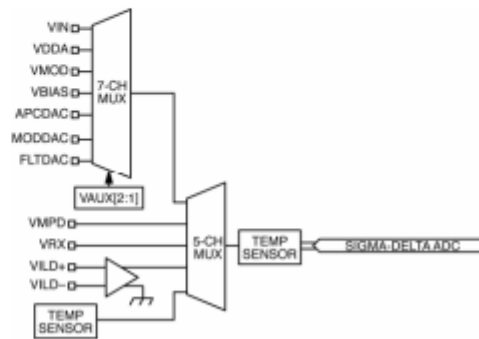 VIN
VDDA
VMOD
VBIAS
APCDAC
MODDAC
FLTDAC
7-CH
MUX
VAUX[2:1]
VMPD
VRX
VILD+
VILD−
5-CH
MUX
TEMP
SENSOR
SIGMA-DELTA ADC
TEMP
SENSOR